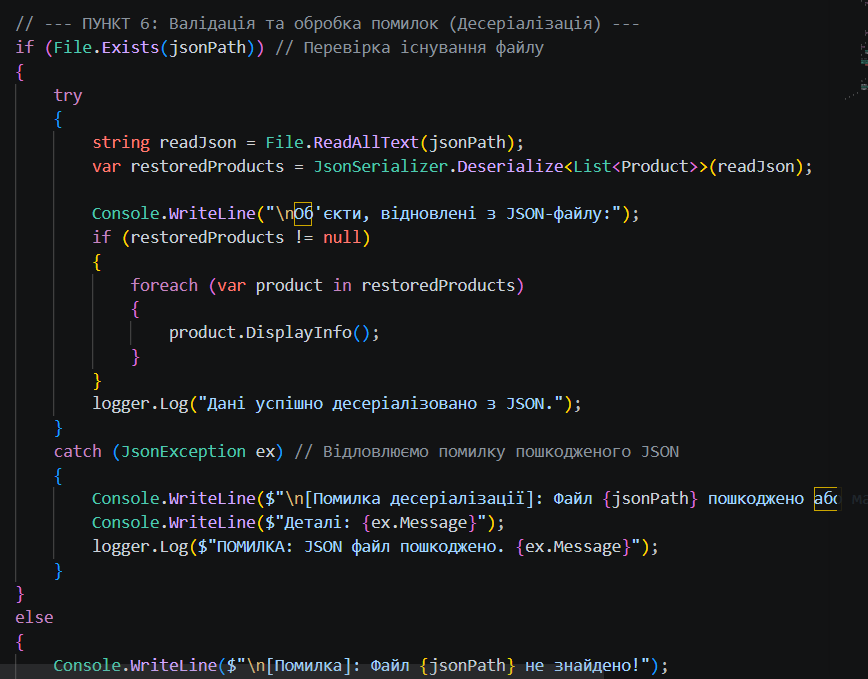 // --- ПУНКТ 6: Валідація та обробка помилок (Десеріалізація) ---
if (File.Exists(jsonPath)) // Перевірка існування файлу
{
    try
    {
        string readJson = File.ReadAllText(jsonPath);
        var restoredProducts = JsonSerializer.Deserialize<List<Product>>(readJson);

        Console.WriteLine("\nОб'єкти, відновлені з JSON-файлу:");
        if (restoredProducts != null)
        {
            foreach (var product in restoredProducts)
            {
                product.DisplayInfo();
            }
        }
        logger.Log("Дані успішно десеріалізовано з JSON.");
    }
    catch (JsonException ex) // Відловлюємо помилку пошкодженого JSON
    {
        Console.WriteLine($"\n[Помилка десеріалізації]: Файл {jsonPath} пошкоджено або
        Console.WriteLine($"Деталі: {ex.Message}");
        logger.Log($"ПОМИЛКА: JSON файл пошкоджено. {ex.Message}");
    }
}
else
{
    Console.WriteLine($"\n[Помилка]: Файл {jsonPath} не знайдено!");